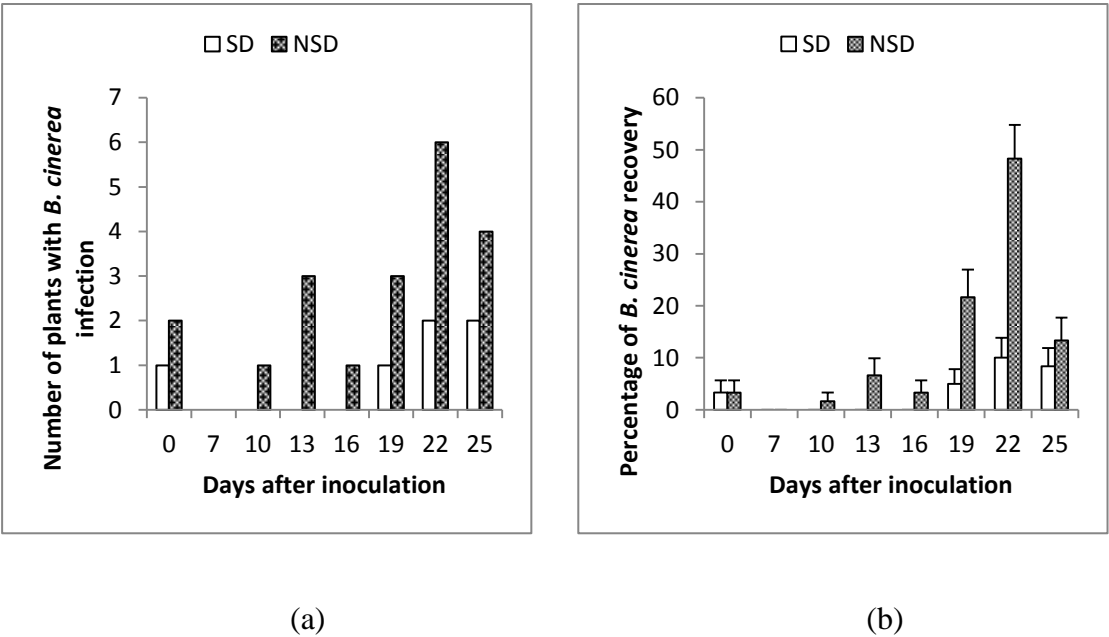 SD NSD
7
6
5
4
3
2
1
0
0 7 10 13 16 19 22 25
Days after inoculation
Number of plants with B. cinerea
infection
(a)
SD NSD
60
50
40
30
20
10
0
0 7 10 13 16 19 22 25
Days after inoculation
Percentage of B. cinerea recovery
(b)